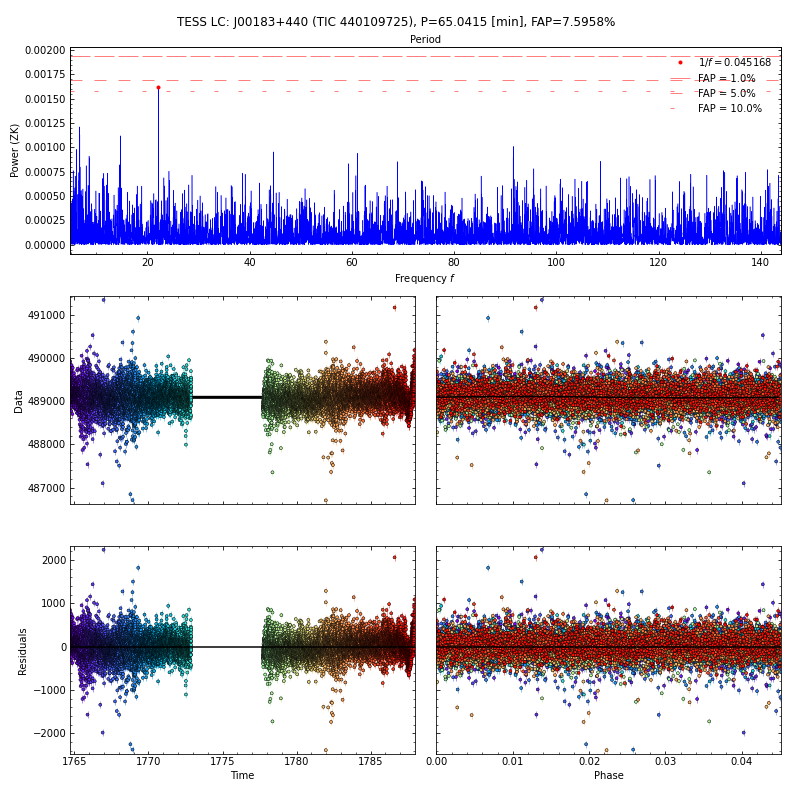 TESS LC: J00183+440 (TIC 440109725), P=65.0415 [min], FAP=7.5958%
Period
Power (ZK)
0.00200
0.00175
0.00150
0.00125
0.00100
0.00075
0.00050
0.00025
0.00000
1/f = 0.045168
FAP = 1.0%
FAP = 5.0%
FAP = 10.0%
20 40 60 80 100 120 140
Frequency f
Data
491000
490000
489000
488000
487000
Residuals
2000
1000
0
−1000
−2000
1765 1770 1775 1780 1785
Time
0.00 0.01 0.02 0.03 0.04
Phase